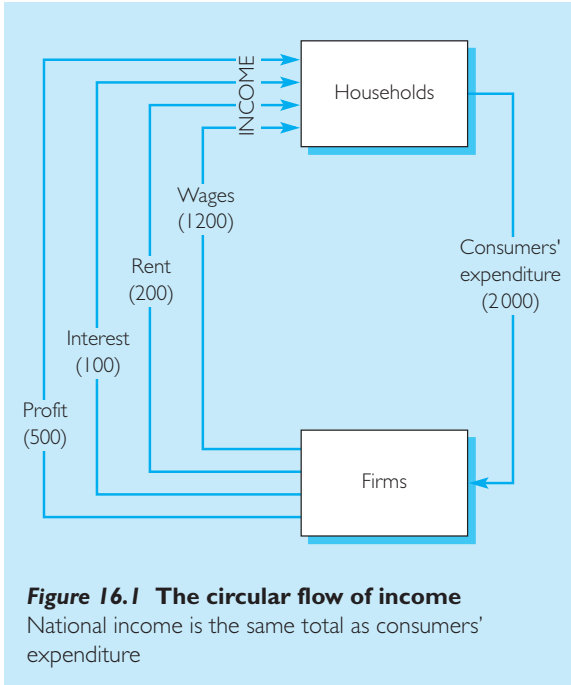 INCOME
Households
Wages
(1200)
Rent
(200)
Interest
(100)
Profit
(500)
Consumers'
expenditure
(2000)
Firms
Figure 16.1 The circular flow of income
National income is the same total as consumers'
expenditure